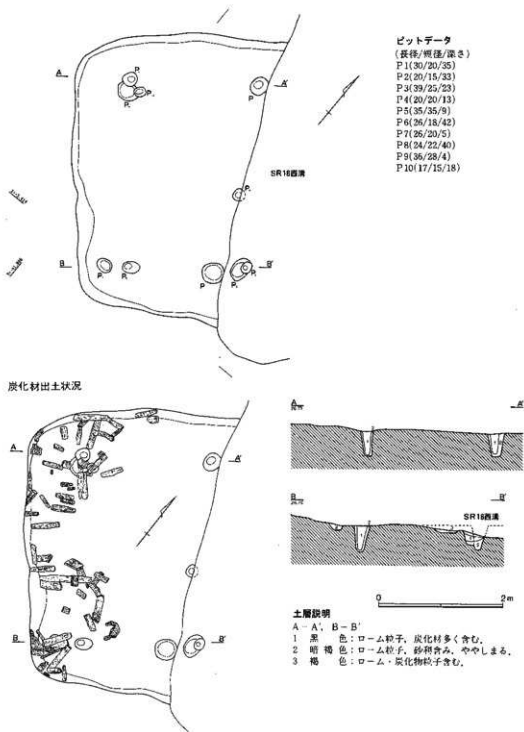 ピットデータ
(長径/短径/深さ)
P1(30/20/35)
P2(20/15/33)
P3(39/25/23)
P4(20/20/13)
P5(35/35/9)
P6(26/18/42)
P7(26/20/5)
P8(24/22/40)
P9(36/28/4)
P10(17/15/18)
A
A'
SR16西溝
B
B'
炭化材出土状況
A
A'
B
B'
A
A'
B
B'
SR16西溝
0
2m
土層説明
A-A'，B-B'
1 黒 色：ローム粒子，炭化材多く含む。
2 暗褐色：ローム粒子，砂利含み，ややしまる。
3 褐 色：ローム・炭化物粒子含む。